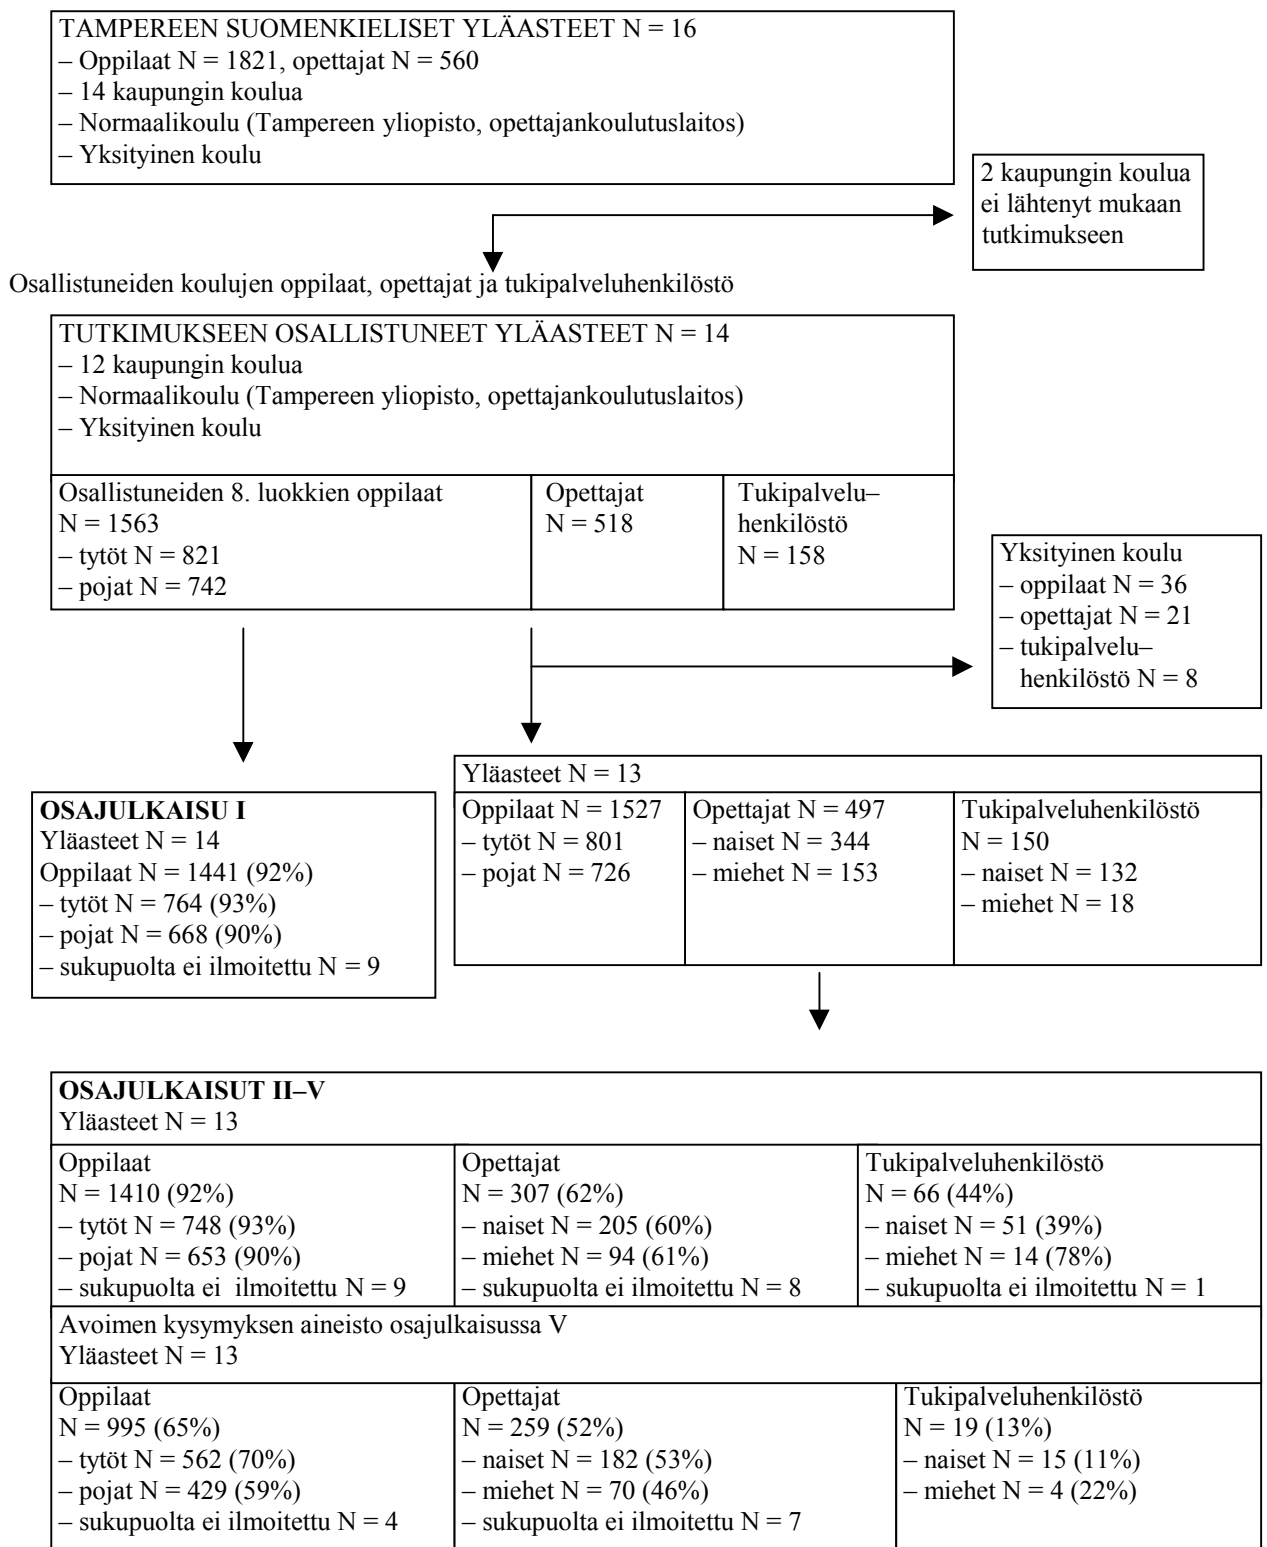 TAMPEREEN SUOMENKIELISET YLÄASTEET N = 16
– Oppilaat N = 1821, opettajat N = 560
– 14 kaupungin koulua
– Normaalikoulu (Tampereen yliopisto, opettajankoulutuslaitos)
– Yksityinen koulu
2 kaupungin koulua
ei lähtenyt mukaan
tutkimukseen
Osallistuneiden koulujen oppilaat, opettajat ja tukipalveluhenkilöstö
TUTKIMUKSEEN OSALLISTUNEET YLÄASTEET N = 14
– 12 kaupungin koulua
– Normaalikoulu (Tampereen yliopisto, opettajankoulutuslaitos)
– Yksityinen koulu
Osallistuneiden 8. luokkien oppilaat
N = 1563
– tytöt N = 821
– pojat N = 742
Opettajat
N = 518
Tukipalvelu–
henkilöstö
N = 158
Yksityinen koulu
– oppilaat N = 36
– opettajat N = 21
– tukipalvelu–
henkilöstö N = 8
OSAJULKAISU I
Yläasteet N = 14
Oppilaat N = 1441 (92%)
– tytöt N = 764 (93%)
– pojat N = 668 (90%)
– sukupuolta ei ilmoitettu N = 9
Yläasteet N = 13
Oppilaat N = 1527
– tytöt N = 801
– pojat N = 726
Opettajat N = 497
– naiset N = 344
– miehet N = 153
Tukipalveluhenkilöstö
N = 150
– naiset N = 132
– miehet N = 18
OSAJULKAISUT II–V
Yläasteet N = 13
Oppilaat
N = 1410 (92%)
– tytöt N = 748 (93%)
– pojat N = 653 (90%)
– sukupuolta ei ilmoitettu N = 9
Opettajat
N = 307 (62%)
– naiset N = 205 (60%)
– miehet N = 94 (61%)
– sukupuolta ei ilmoitettu N = 8
Tukipalveluhenkilöstö
N = 66 (44%)
– naiset N = 51 (39%)
– miehet N = 14 (78%)
– sukupuolta ei ilmoitettu N = 1
Avoimen kysymyksen aineisto osajulkaisussa V
Yläasteet N = 13
Oppilaat
N = 995 (65%)
– tytöt N = 562 (70%)
– pojat N = 429 (59%)
– sukupuolta ei ilmoitettu N = 4
Opettajat
N = 259 (52%)
– naiset N = 182 (53%)
– miehet N = 70 (46%)
– sukupuolta ei ilmoitettu N = 7
Tukipalveluhenkilöstö
N = 19 (13%)
– naiset N = 15 (11%)
– miehet N = 4 (22%)